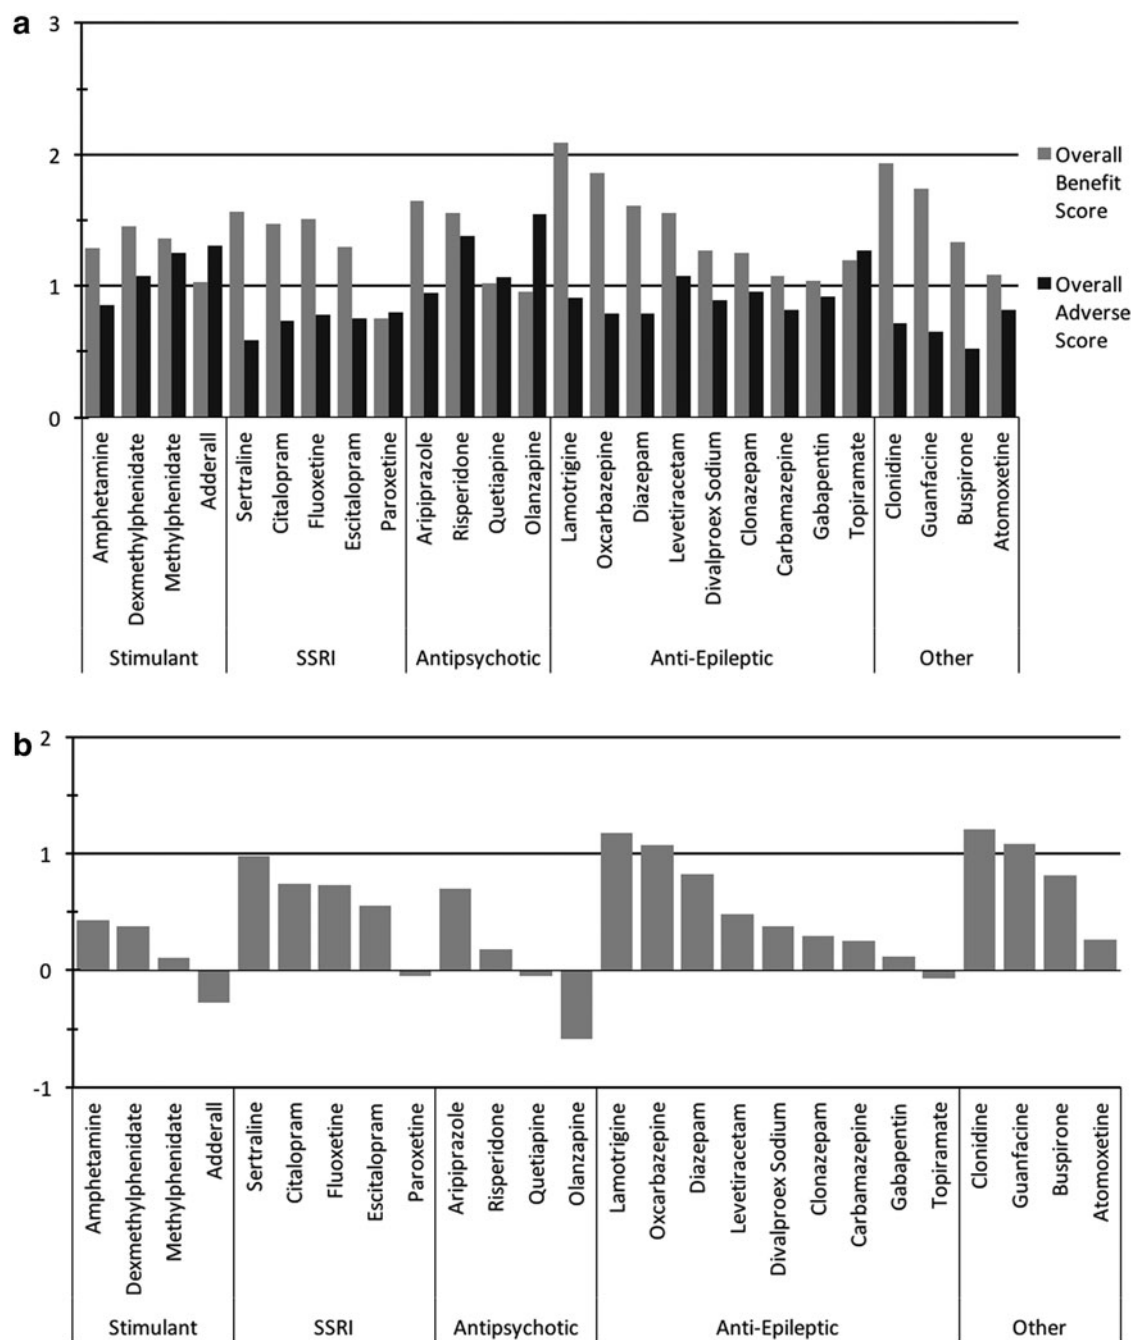 a
3
2
1
0
Overall
Benefit
Score
Overall
Adverse
Score
Amphetamine
Dexmethylphenidate
Methylphenidate
Adderall
Sertraline
Citalopram
Fluoxetine
Escitalopram
Paroxetine
Aripiprazole
Risperidone
Quetiapine
Olanzapine
Lamotrigine
Oxcarbazepine
Diazepam
Levetiracetam
Divalproex Sodium
Clonazepam
Carbamazepine
Gabapentin
Topiramate
Clonidine
Guanfacine
Buspirone
Atomoxetine
Stimulant
SSRI
Antipsychotic
Anti-Epileptic
Other
b
2
1
0
-1
Amphetamine
Dexmethylphenidate
Methylphenidate
Adderall
Sertraline
Citalopram
Fluoxetine
Escitalopram
Paroxetine
Aripiprazole
Risperidone
Quetiapine
Olanzapine
Lamotrigine
Oxcarbazepine
Diazepam
Levetiracetam
Divalproex Sodium
Clonazepam
Carbamazepine
Gabapentin
Topiramate
Clonidine
Guanfacine
Buspirone
Atomoxetine
Stimulant
SSRI
Antipsychotic
Anti-Epileptic
Other